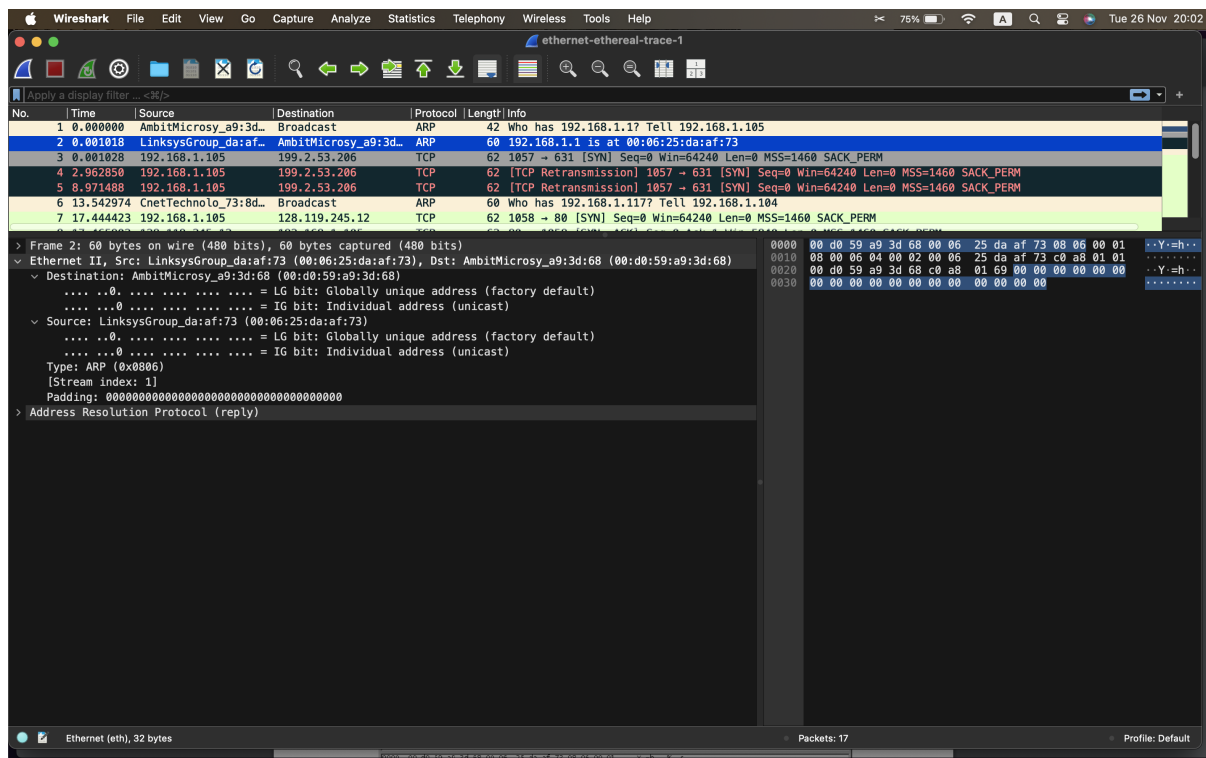 Wireshark File Edit View Go Capture Analyze Statistics Telephony Wireless Tools Help 75% A Tue 26 Nov 20:02
ethernet-ethereal-trace-1
Apply a display filter ... <⌘/>
No. Time Source Destination Protocol Length Info
1 0.000000 AmbitMicrosy_a9:3d… Broadcast ARP 42 Who has 192.168.1.1? Tell 192.168.1.105
2 0.001018 LinksysGroup_da:af… AmbitMicrosy_a9:3d… ARP 60 192.168.1.1 is at 00:06:25:da:af:73
3 0.001028 192.168.1.105 199.2.53.206 TCP 62 1057 → 631 [SYN] Seq=0 Win=64240 Len=0 MSS=1460 SACK_PERM
4 2.962850 192.168.1.105 199.2.53.206 TCP 62 [TCP Retransmission] 1057 → 631 [SYN] Seq=0 Win=64240 Len=0 MSS=1460 SACK_PERM
5 8.971488 192.168.1.105 199.2.53.206 TCP 62 [TCP Retransmission] 1057 → 631 [SYN] Seq=0 Win=64240 Len=0 MSS=1460 SACK_PERM
6 13.542974 CnetTechnolo_73:8d… Broadcast ARP 60 Who has 192.168.1.117? Tell 192.168.1.104
7 17.444423 192.168.1.105 128.119.245.12 TCP 62 1058 → 80 [SYN] Seq=0 Win=64240 Len=0 MSS=1460 SACK_PERM
Frame 2: 60 bytes on wire (480 bits), 60 bytes captured (480 bits)
Ethernet II, Src: LinksysGroup_da:af:73 (00:06:25:da:af:73), Dst: AmbitMicrosy_a9:3d:68 (00:d0:59:a9:3d:68)
Destination: AmbitMicrosy_a9:3d:68 (00:d0:59:a9:3d:68)
.... ..0. .... .... .... .... = LG bit: Globally unique address (factory default)
.... ...0 .... .... .... .... = IG bit: Individual address (unicast)
Source: LinksysGroup_da:af:73 (00:06:25:da:af:73)
.... ..0. .... .... .... .... = LG bit: Globally unique address (factory default)
.... ...0 .... .... .... .... = IG bit: Individual address (unicast)
Type: ARP (0x0806)
[Stream index: 1]
Padding: 000000000000000000000000000000000000
Address Resolution Protocol (reply)
0000 00 d0 59 a9 3d 68 00 06 25 da af 73 08 06 00 01 ··Y·=h··
0010 08 00 06 04 00 02 00 06 25 da af 73 c0 a8 01 01 ········
0020 00 d0 59 a9 3d 68 c0 a8 01 69 00 00 00 00 00 00 ··Y·=h··
0030 00 00 00 00 00 00 00 00 00 00 00 00 ········
Ethernet (eth), 32 bytes Packets: 17 Profile: Default